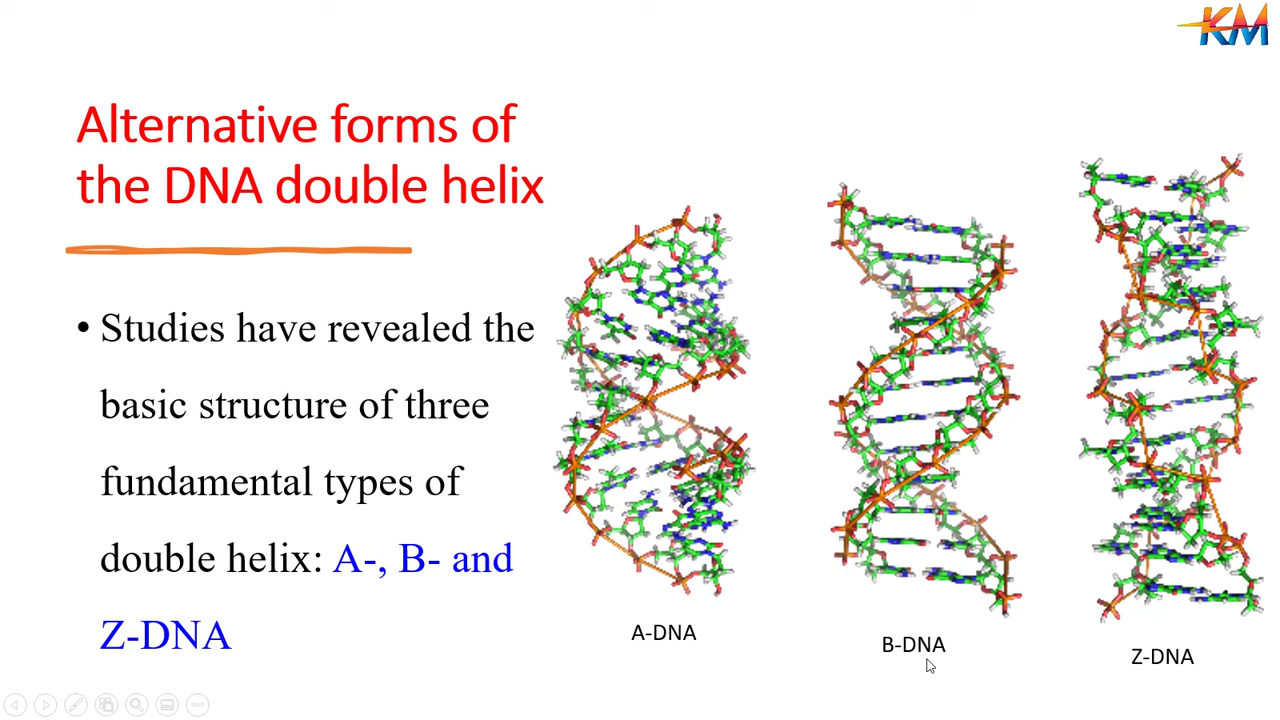 KM
Alternative forms of
the DNA double helix
• Studies have revealed the
basic structure of three
fundamental types of
double helix: A-, B- and
Z-DNA
A-DNA
B-DNA
Z-DNA